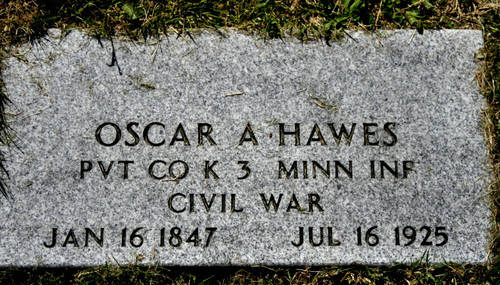 OSCAR A HAWES
PVT CO K 3 MINN INF
CIVIL WAR
JAN 16 1847 JUL 16 1925